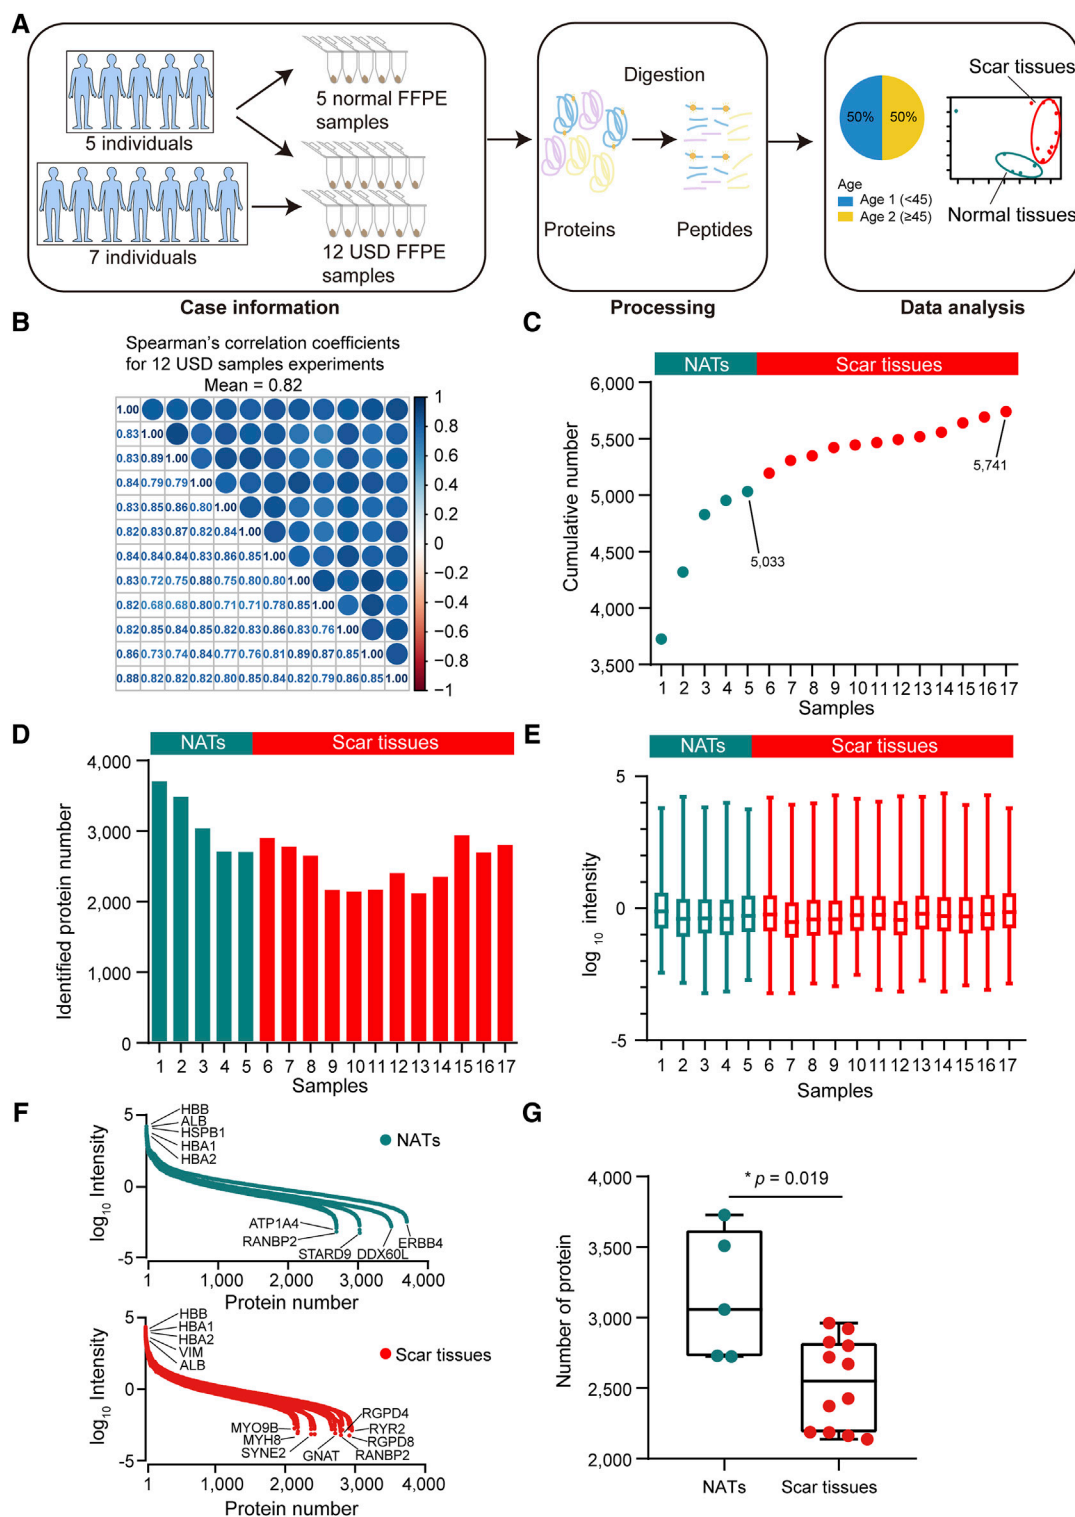 A
5 individuals
7 individuals
5 normal FFPE
samples
12 USD FFPE
samples
Case information
Digestion
Proteins
Peptides
Processing
50%
50%
Age
Age 1 (<45)
Age 2 (≥45)
Scar tissues
Normal tissues
Data analysis
B
Spearman's correlation coefficients
for 12 USD samples experiments
Mean = 0.82
1.00
0.83 1.00
0.83 0.89 1.00
0.84 0.79 0.79 1.00
0.83 0.85 0.86 0.80 1.00
0.82 0.83 0.87 0.82 0.84 1.00
0.84 0.84 0.84 0.83 0.86 0.85 1.00
0.83 0.72 0.75 0.88 0.75 0.80 0.80 1.00
0.82 0.68 0.68 0.80 0.71 0.71 0.78 0.85 1.00
0.82 0.85 0.84 0.85 0.82 0.83 0.86 0.83 0.76 1.00
0.86 0.73 0.74 0.84 0.77 0.76 0.81 0.89 0.87 0.85 1.00
0.88 0.82 0.82 0.82 0.80 0.85 0.84 0.82 0.79 0.86 0.85 1.00
1
0.8
0.6
0.4
0.2
0
−0.2
−0.4
−0.6
−0.8
−1
C
NATs
Scar tissues
Cumulative number
6,000
5,500
5,000
4,500
4,000
3,500
5,033
5,741
1 2 3 4 5 6 7 8 9 10 11 12 13 14 15 16 17
Samples
D
NATs
Scar tissues
Identified protein number
4,000
3,000
2,000
1,000
0
1 2 3 4 5 6 7 8 9 10 11 12 13 14 15 16 17
Samples
E
NATs
Scar tissues
log 10 intensity
5
0
-5
1 2 3 4 5 6 7 8 9 10 11 12 13 14 15 16 17
Samples
F
log10 Intensity
5
0
-5
HBB
ALB
HSPB1
HBA1
HBA2
NATs
ATP1A4
RANBP2
STARD9
DDX60L
ERBB4
1 1,000 2,000 3,000 4,000
Protein number
log10 Intensity
5
0
-5
HBB
HBA1
HBA2
VIM
ALB
Scar tissues
MYO9B
MYH8
SYNE2
GNAT
RGPD4
RYR2
RGPD8
RANBP2
1 1,000 2,000 3,000 4,000
Protein number
G
Number of protein
4,000
3,500
3,000
2,500
2,000
* p = 0.019
NATs
Scar tissues